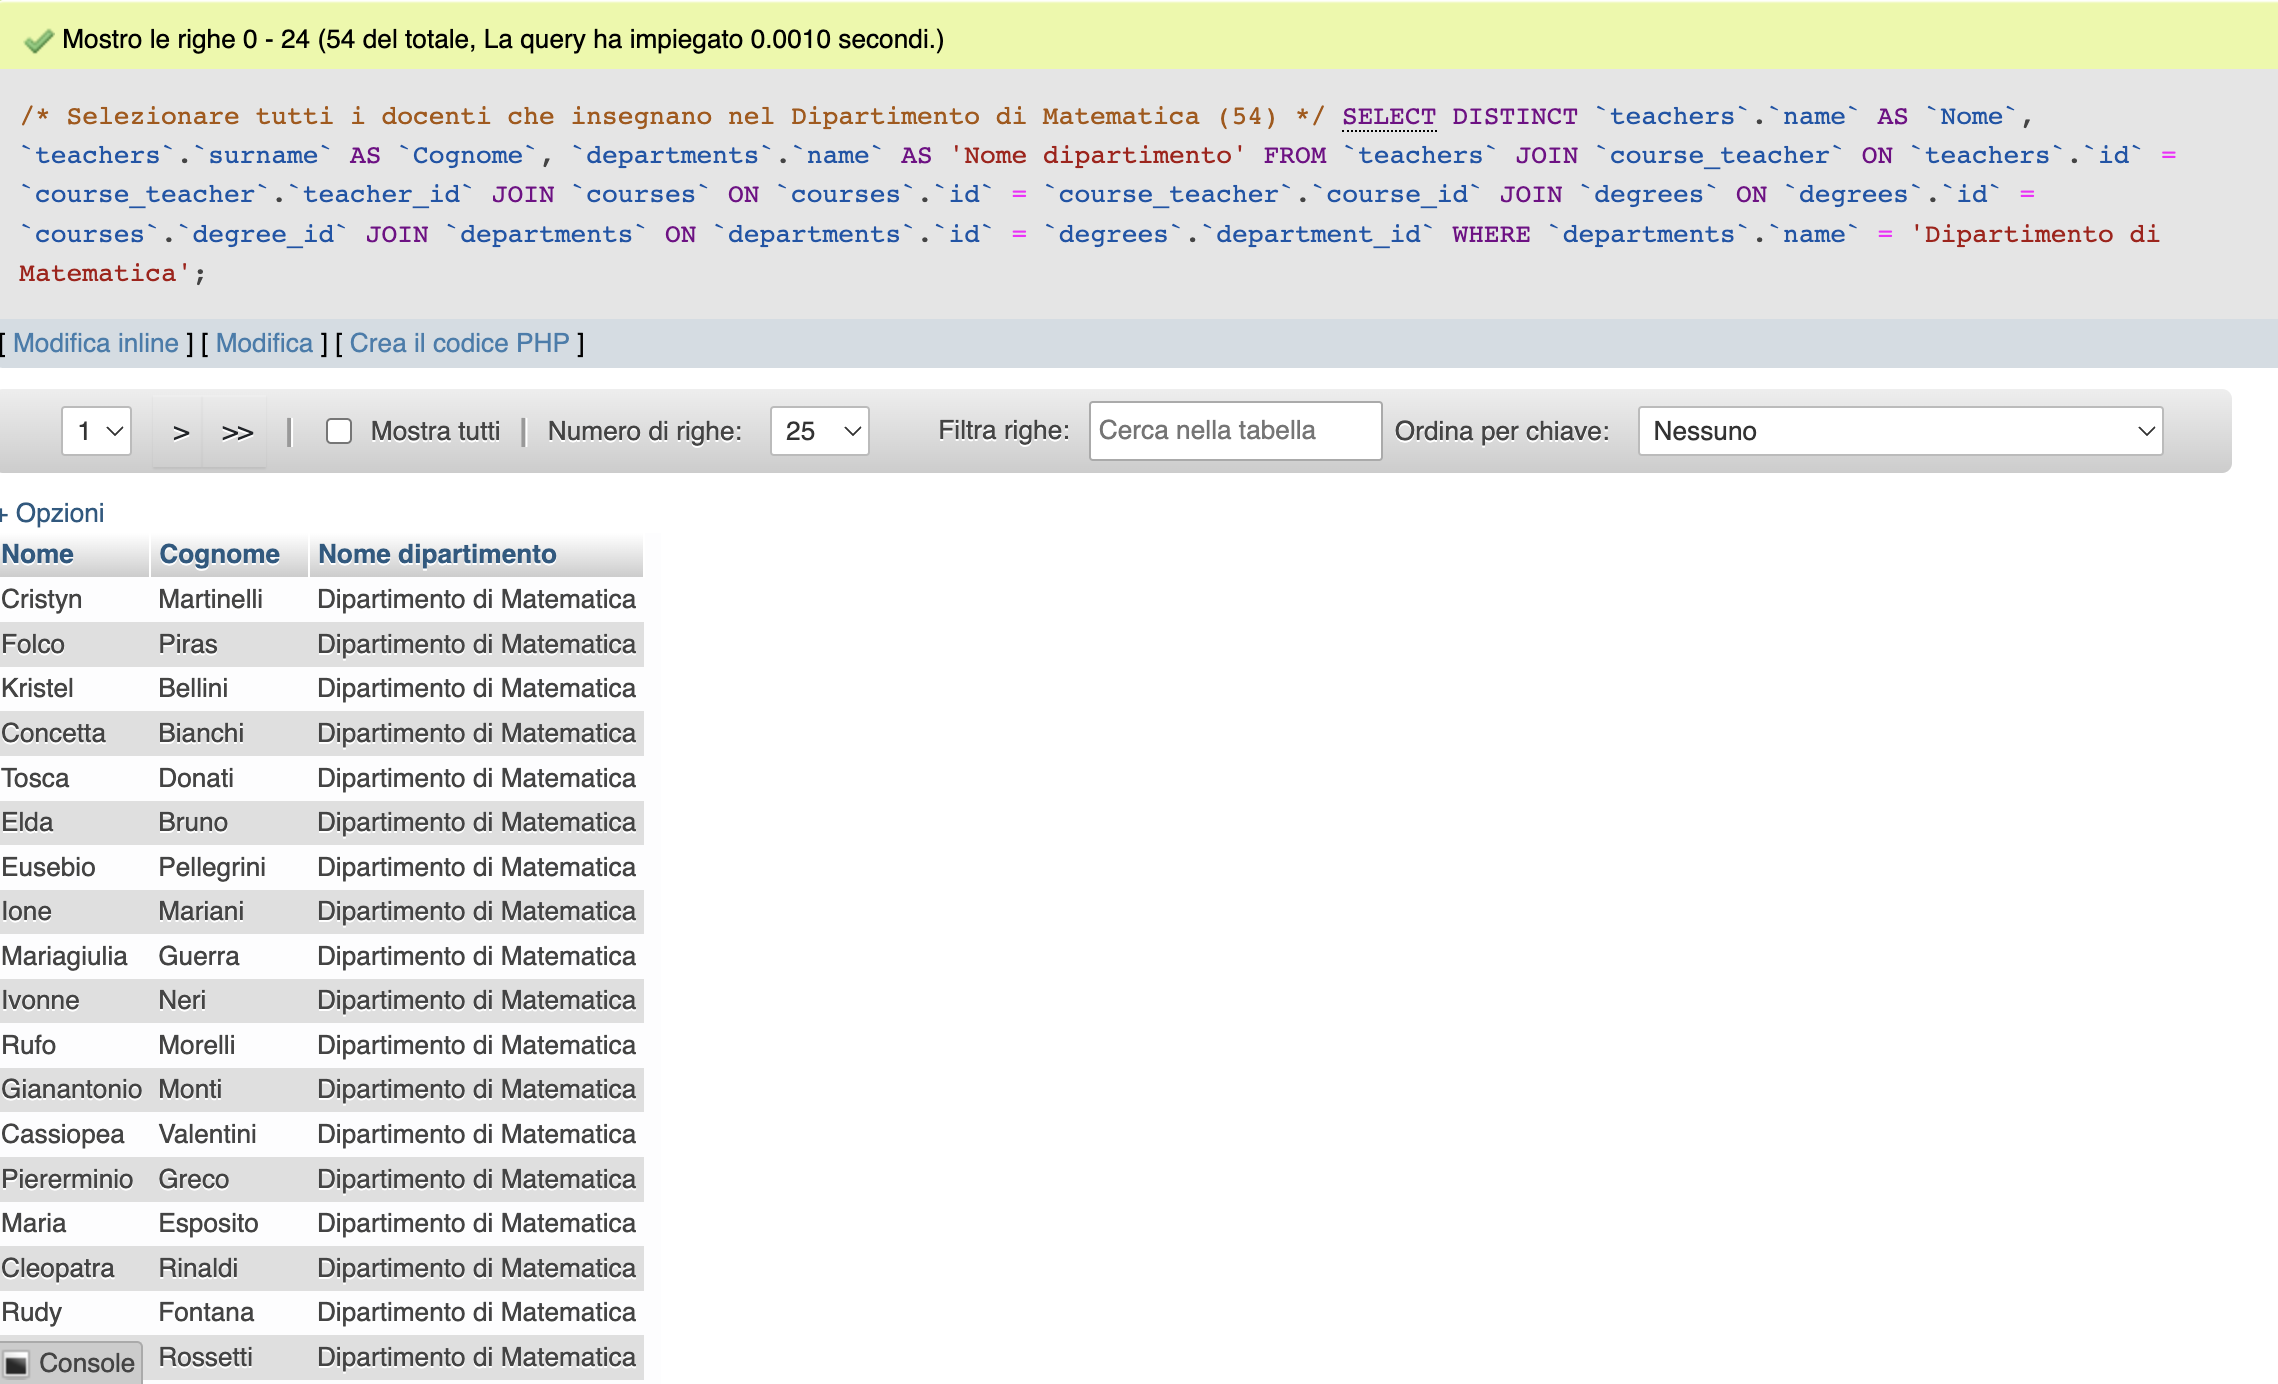 Mostro le righe 0 - 24 (54 del totale, La query ha impiegato 0.0010 secondi.)
/* Selezionare tutti i docenti che insegnano nel Dipartimento di Matematica (54) */ SELECT DISTINCT `teachers`.`name` AS `Nome`,
`teachers`.`surname` AS `Cognome`, `departments`.`name` AS 'Nome dipartimento' FROM `teachers` JOIN `course_teacher` ON `teachers`.`id` =
`course_teacher`.`teacher_id` JOIN `courses` ON `courses`.`id` = `course_teacher`.`course_id` JOIN `degrees` ON `degrees`.`id` =
`courses`.`degree_id` JOIN `departments` ON `departments`.`id` = `degrees`.`department_id` WHERE `departments`.`name` = 'Dipartimento di
Matematica';
[ Modifica inline ] [ Modifica ] [ Crea il codice PHP ]
1 > >> | Mostra tutti | Numero di righe: 25 Filtra righe: Cerca nella tabella Ordina per chiave: Nessuno
+ Opzioni
Nome Cognome Nome dipartimento
Cristyn Martinelli Dipartimento di Matematica
Folco Piras Dipartimento di Matematica
Kristel Bellini Dipartimento di Matematica
Concetta Bianchi Dipartimento di Matematica
Tosca Donati Dipartimento di Matematica
Elda Bruno Dipartimento di Matematica
Eusebio Pellegrini Dipartimento di Matematica
Ione Mariani Dipartimento di Matematica
Mariagiulia Guerra Dipartimento di Matematica
Ivonne Neri Dipartimento di Matematica
Rufo Morelli Dipartimento di Matematica
Gianantonio Monti Dipartimento di Matematica
Cassiopea Valentini Dipartimento di Matematica
Piererminio Greco Dipartimento di Matematica
Maria Esposito Dipartimento di Matematica
Cleopatra Rinaldi Dipartimento di Matematica
Rudy Fontana Dipartimento di Matematica
Console Rossetti Dipartimento di Matematica